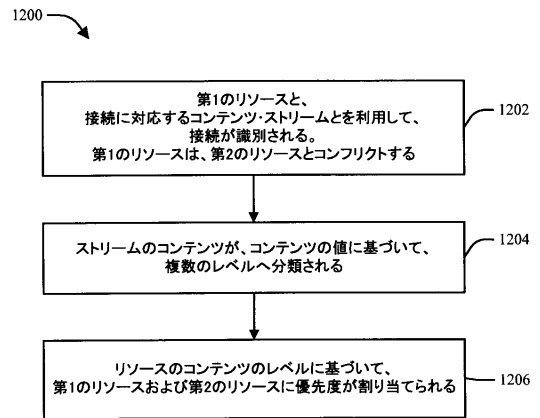 1200
第1のリソースと、
接続に対応するコンテンツ・ストリームとを利用して、
接続が識別される。
第1のリソースは、第2のリソースとコンフリクトする
1202
ストリームのコンテンツが、コンテンツの値に基づいて、
複数のレベルへ分類される
1204
リソースのコンテンツのレベルに基づいて、
第1のリソースおよび第2のリソースに優先度が割り当てられる
1206